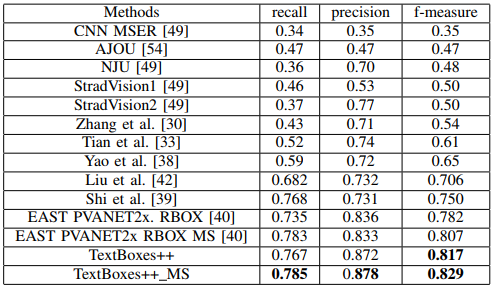 Methods recall precision f-measure
CNN MSER [49] 0.34 0.35 0.35
AJOU [54] 0.47 0.47 0.47
NJU [49] 0.36 0.70 0.48
StradVision1 [49] 0.46 0.53 0.50
StradVision2 [49] 0.37 0.77 0.50
Zhang et al. [30] 0.43 0.71 0.54
Tian et al. [33] 0.52 0.74 0.61
Yao et al. [38] 0.59 0.72 0.65
Liu et al. [42] 0.682 0.732 0.706
Shi et al. [39] 0.768 0.731 0.750
EAST PVANET2x. RBOX [40] 0.735 0.836 0.782
EAST PVANET2x RBOX MS [40] 0.783 0.833 0.807
TextBoxes++ 0.767 0.872 0.817
TextBoxes++_MS 0.785 0.878 0.829